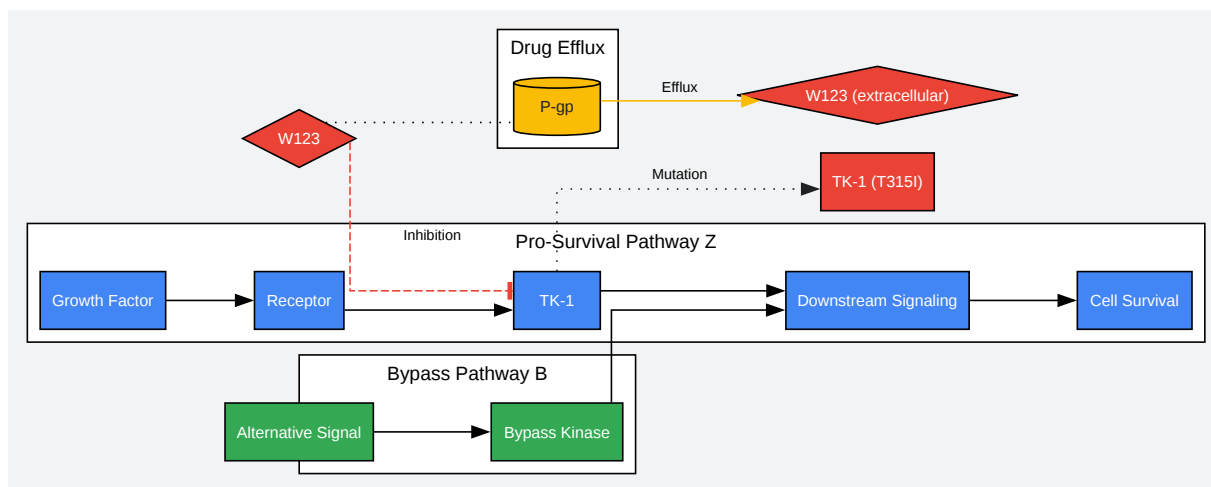 Drug Efflux
P-gp
Efflux
W123 (extracellular)
W123
Mutation
TK-1 (T315I)
Inhibition
Pro-Survival Pathway Z
Growth Factor
Receptor
TK-1
Downstream Signaling
Cell Survival
Bypass Pathway B
Alternative Signal
Bypass Kinase